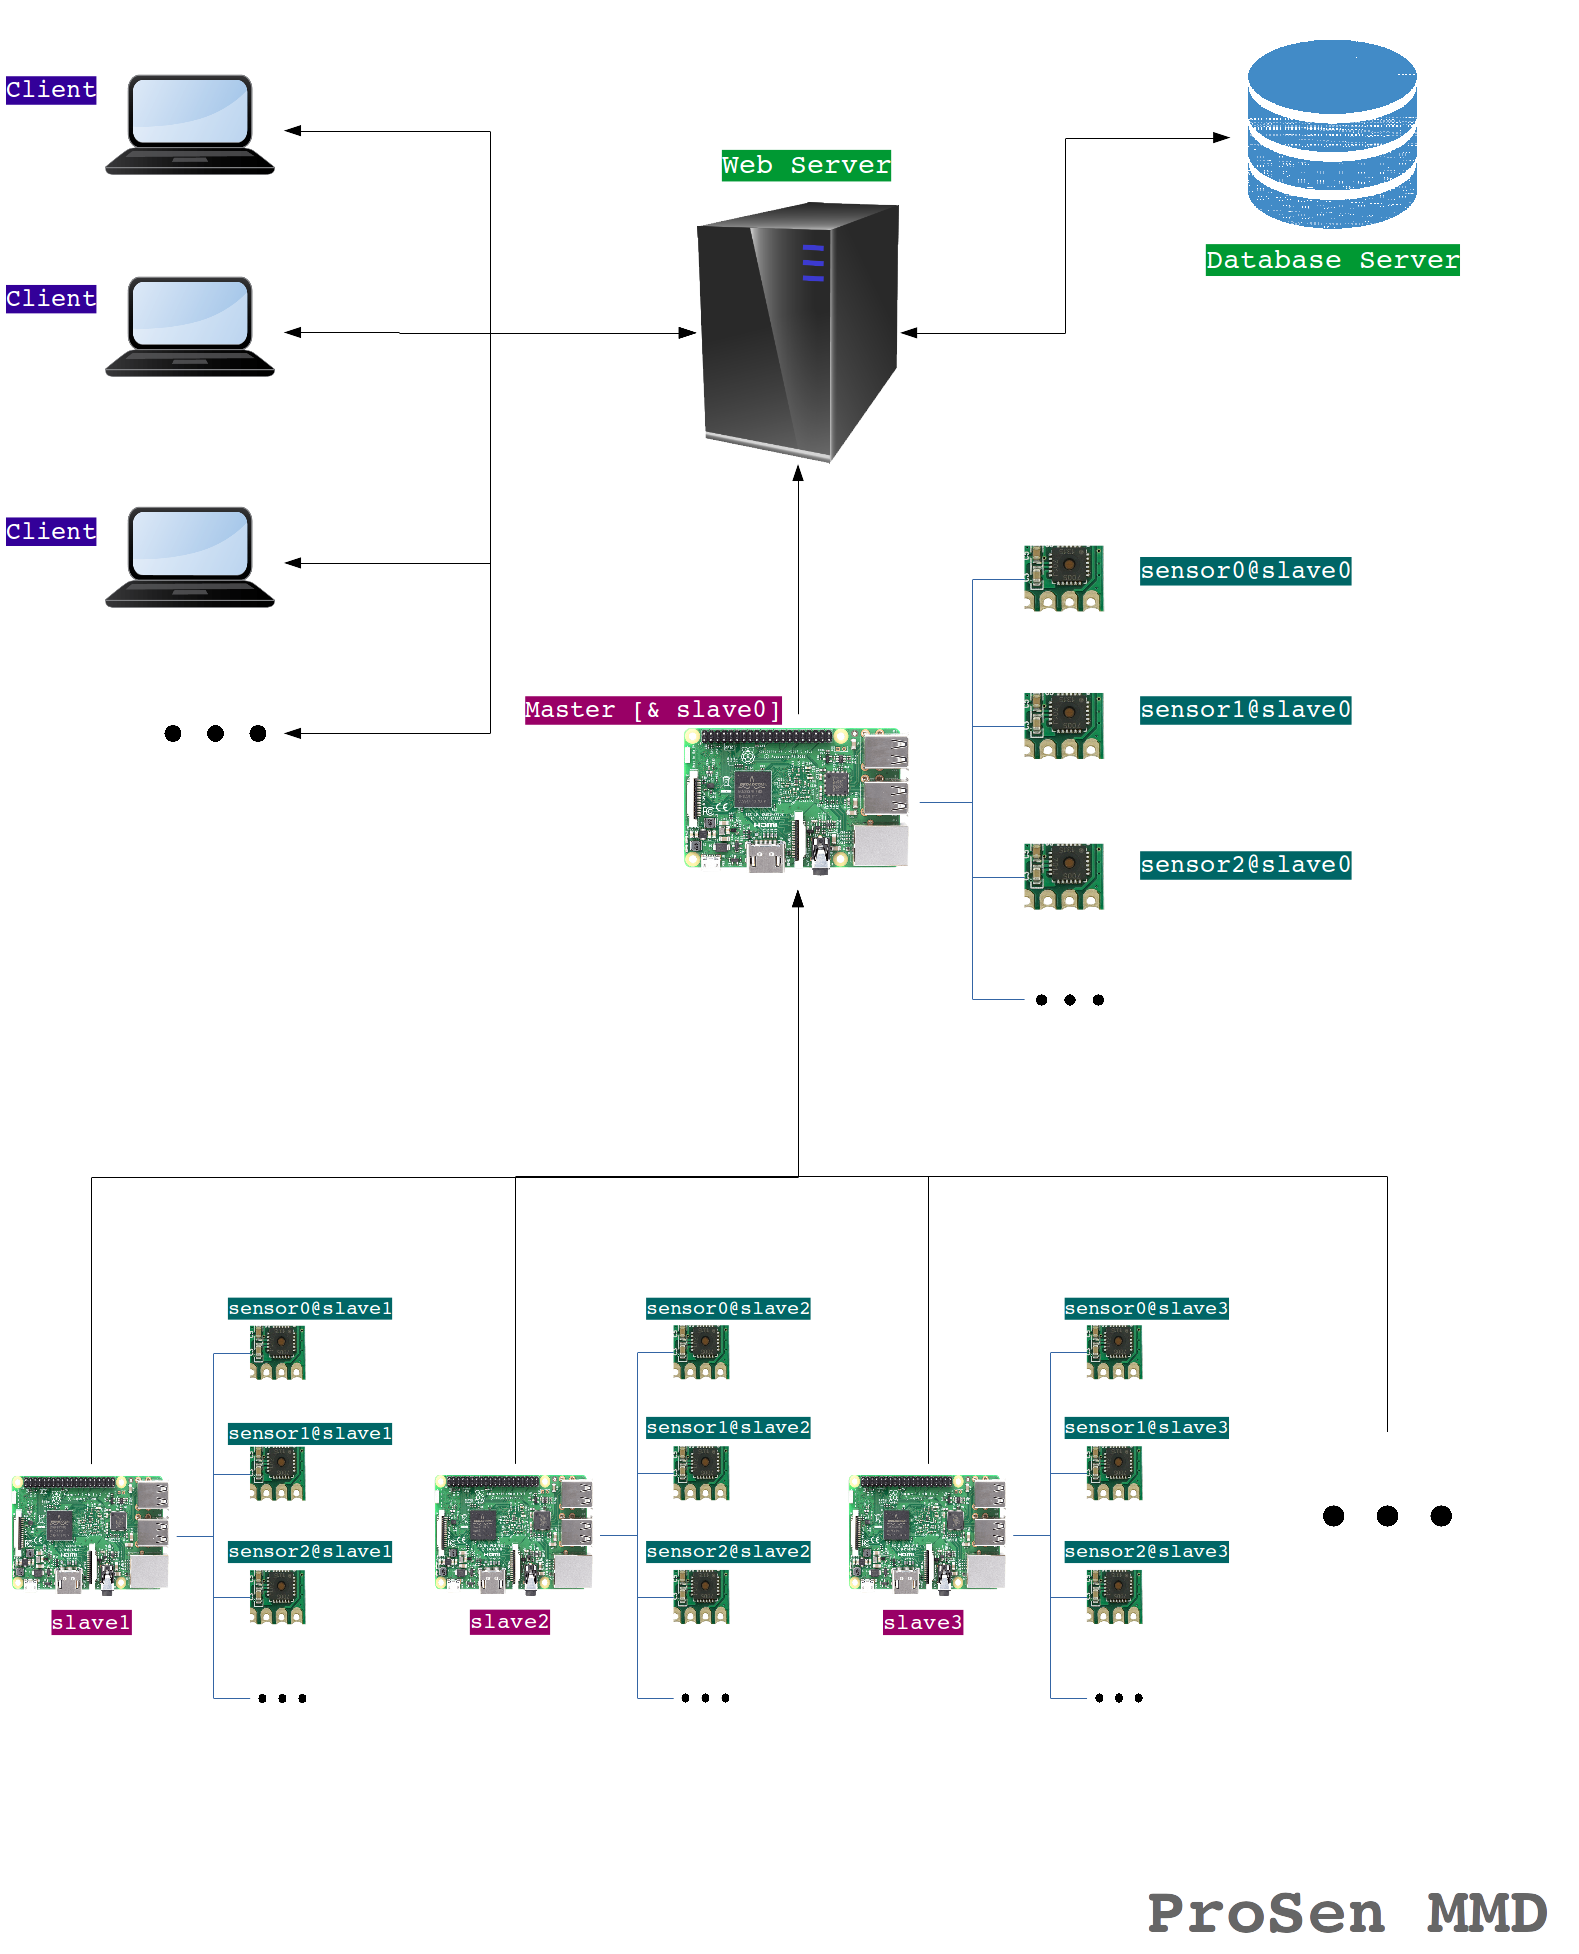 Client
Web Server
Database Server
Client
Client
sensor0@slave0
Master [& slave0]
sensor1@slave0
sensor2@slave0
sensor0@slave1
sensor0@slave2
sensor0@slave3
sensor1@slave1
sensor1@slave2
sensor1@slave3
sensor2@slave1
sensor2@slave2
sensor2@slave3
slave1
slave2
slave3
ProSen MMD